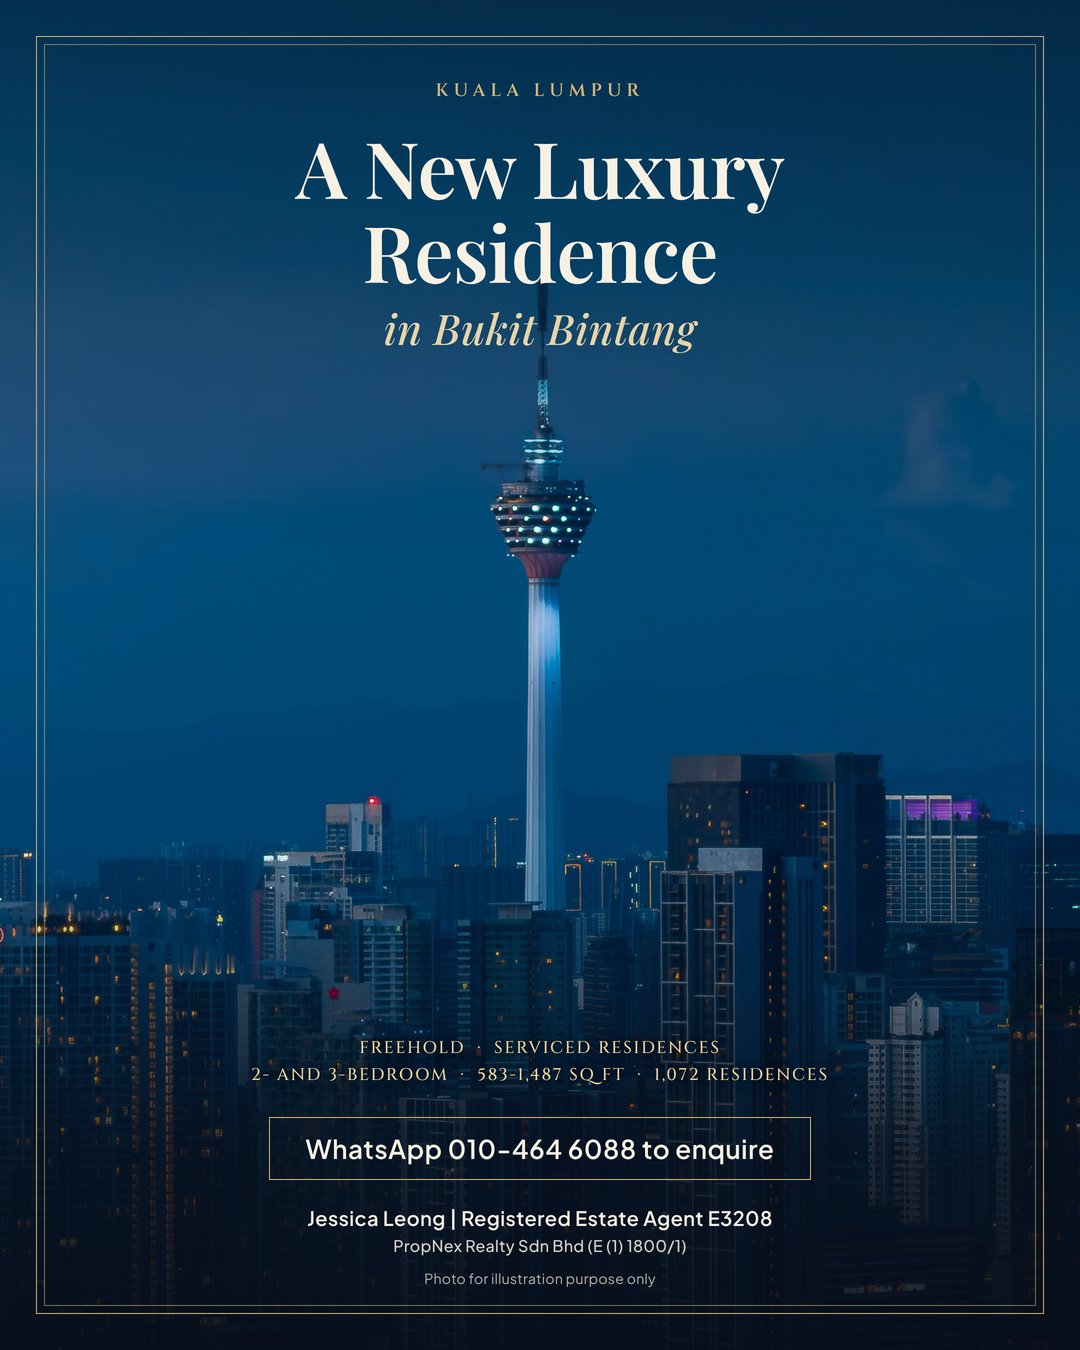 KUALA LUMPUR
A New Luxury
Residence
in Bukit Bintang
FREEHOLD · SERVICED RESIDENCES
2- AND 3-BEDROOM · 583-1,487 SQ FT · 1,072 RESIDENCES
WhatsApp 010-464 6088 to enquire
Jessica Leong | Registered Estate Agent E3208
PropNex Realty Sdn Bhd (E (1) 1800/1)
Photo for illustration purpose only